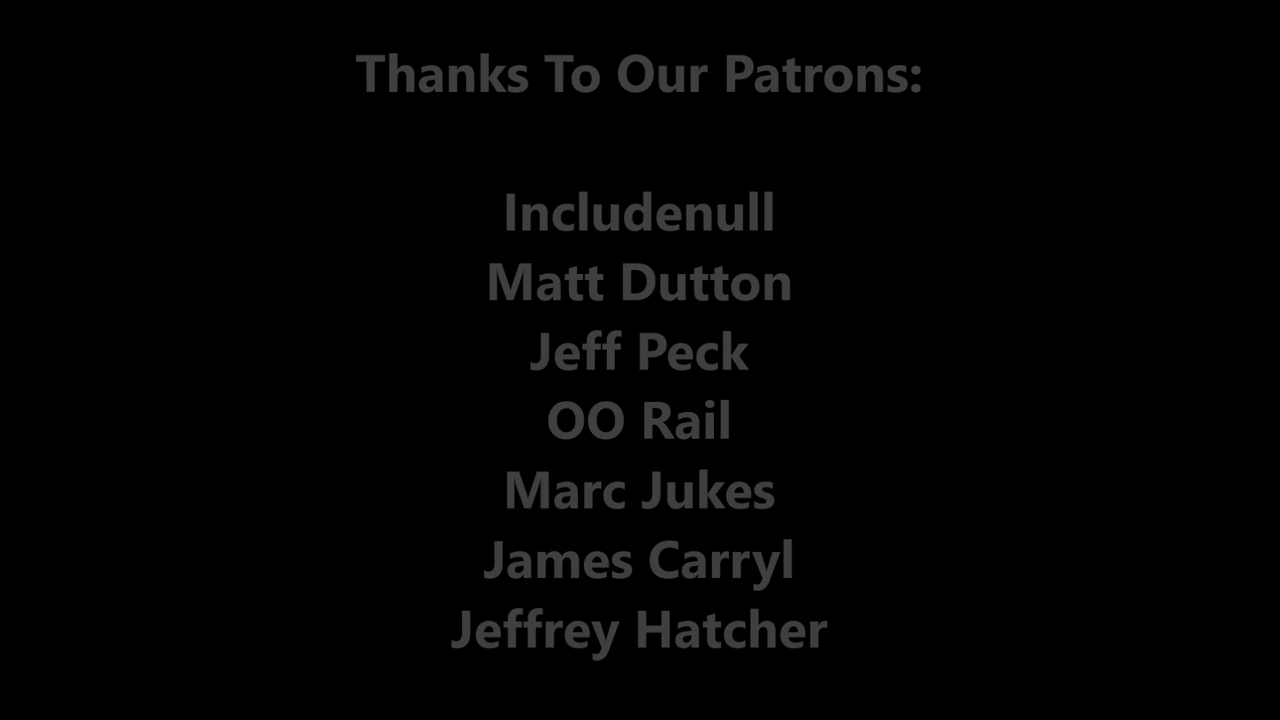 Thanks To Our Patrons:
Includenull
Matt Dutton
Jeff Peck
OO Rail
Marc Jukes
James Carryl
Jeffrey Hatcher